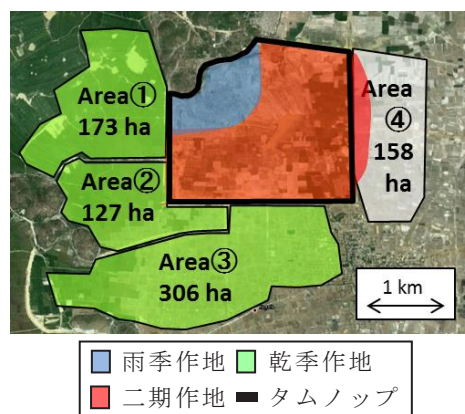 Area①
173 ha
Area②
127 ha
Area③
306 ha
Area
④
158
ha
1 km
雨季作地
乾季作地
二期作地
タムノップ